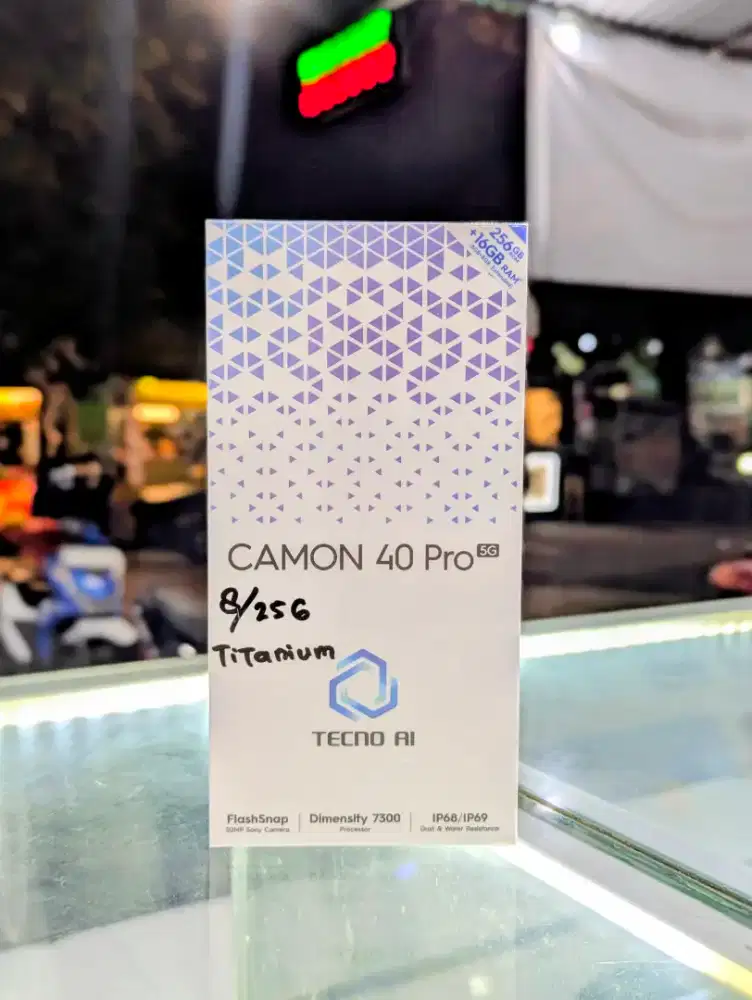 256GB
+16GB RAM
CAMON 40 Pro 5G
8/256
TiTanium
TECNO AI
FlashSnap
50MP Sony Camera
Dimensity 7300
Processor
IP68/IP69
Dust & Water Resistance